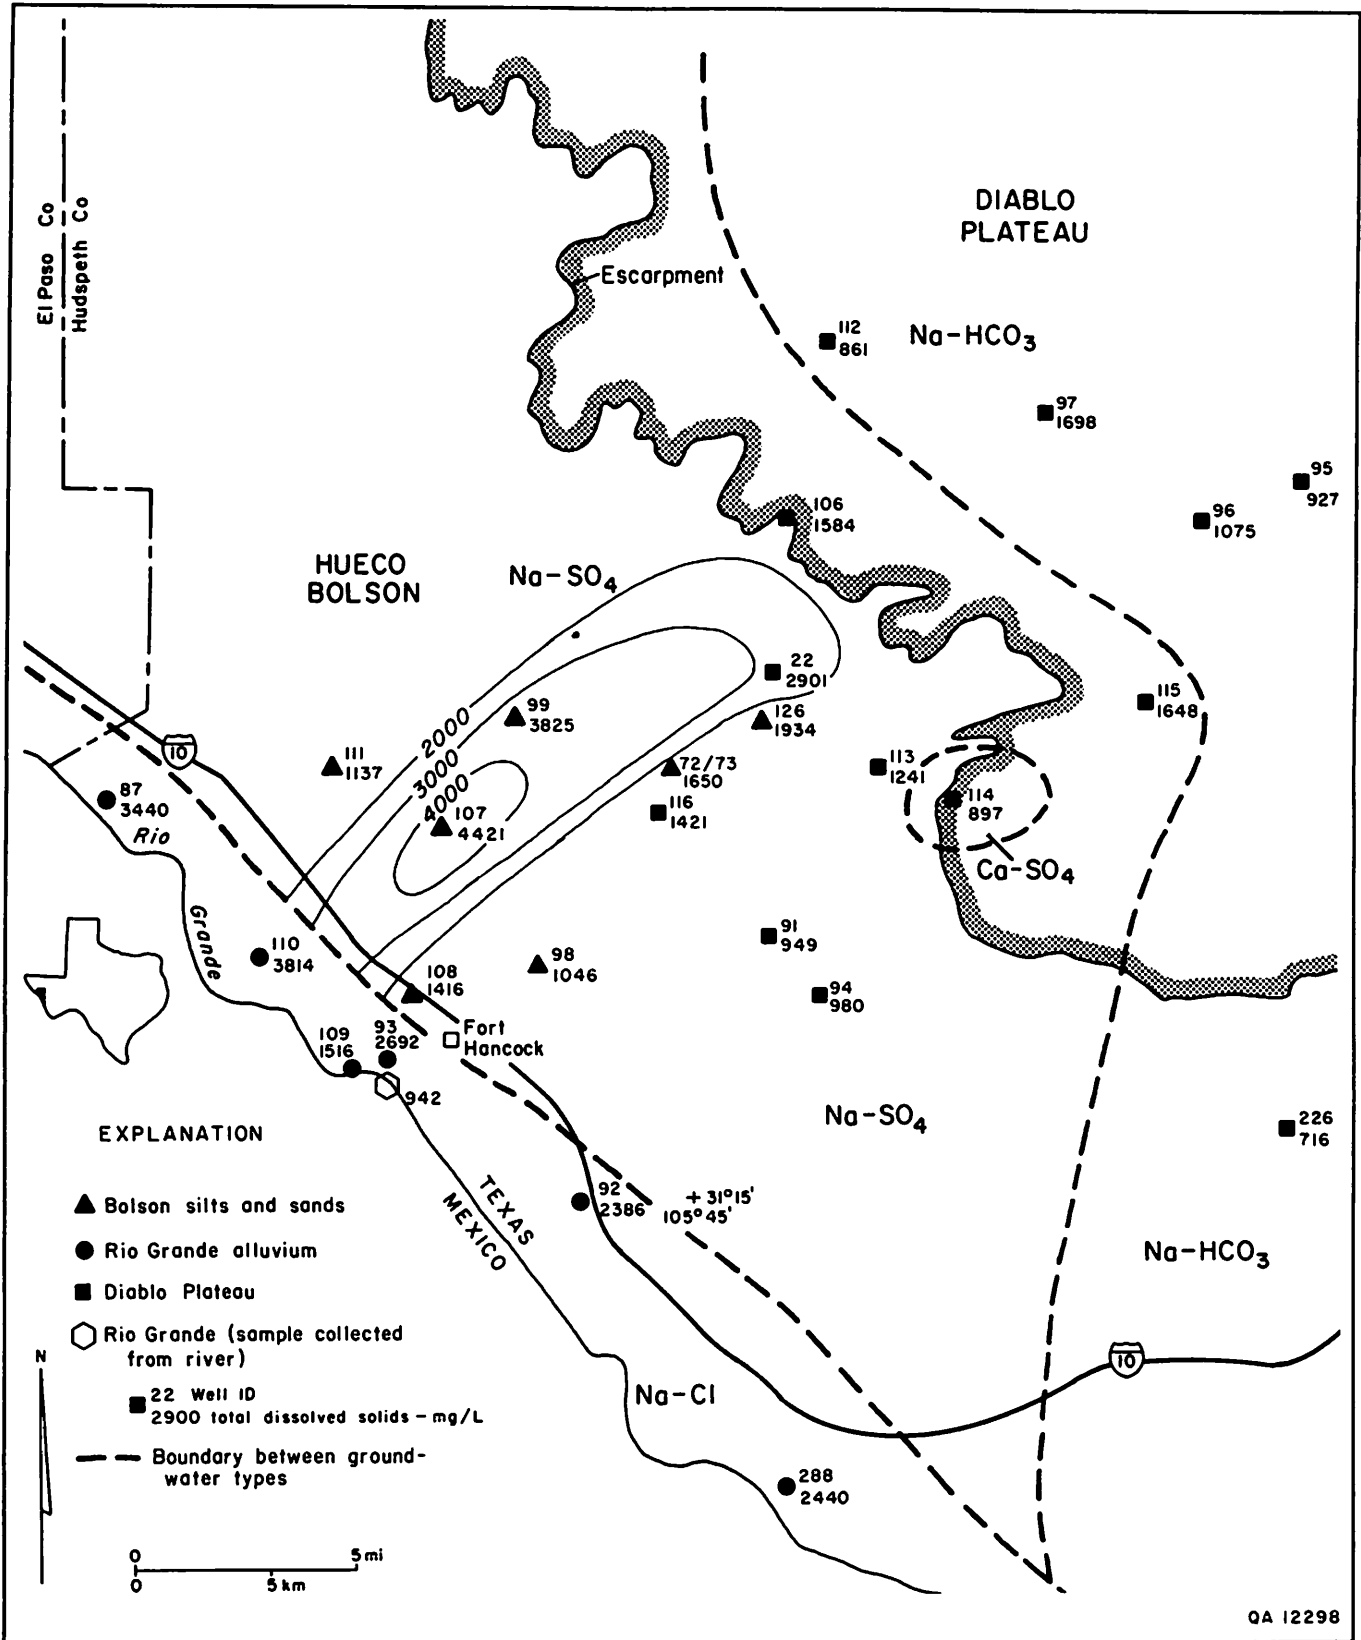 El Paso Co
Hudspeth Co
DIABLO
PLATEAU
Escarpment
112
861
Na-HCO3
97
1698
95
927
96
1075
106
1584
HUECO
BOLSON
Na-SO4
22
2901
99
3825
126
1934
115
1648
2000
3000
4000
10
111
1137
72/73
1650
113
1241
87
3440
107
4421
116
1421
114
897
Rio
Grande
Ca-SO4
91
949
110
3814
98
1046
108
1416
94
980
109
1516
93
2692
Fort
Hancock
942
Na-SO4
226
716
EXPLANATION
Bolson silts and sands
Rio Grande alluvium
Diablo Plateau
Rio Grande (sample collected
from river)
22 Well ID
2900 total dissolved solids - mg/L
Boundary between ground-
water types
TEXAS
MEXICO
92
2386
+ 31°15'
105°45'
Na-HCO3
10
N
Na-Cl
288
2440
0 5 mi
0 5 km
QA 12298